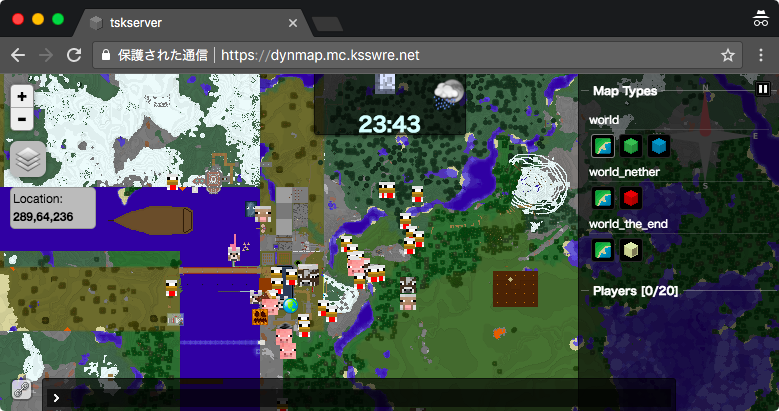 tskserver
保護された通信 | https://dynmap.mc.ksswre.net
+
-
23:43
Location:
289,64,236
Map Types
N
E
S
world
world_nether
world_the_end
Players [0/20]